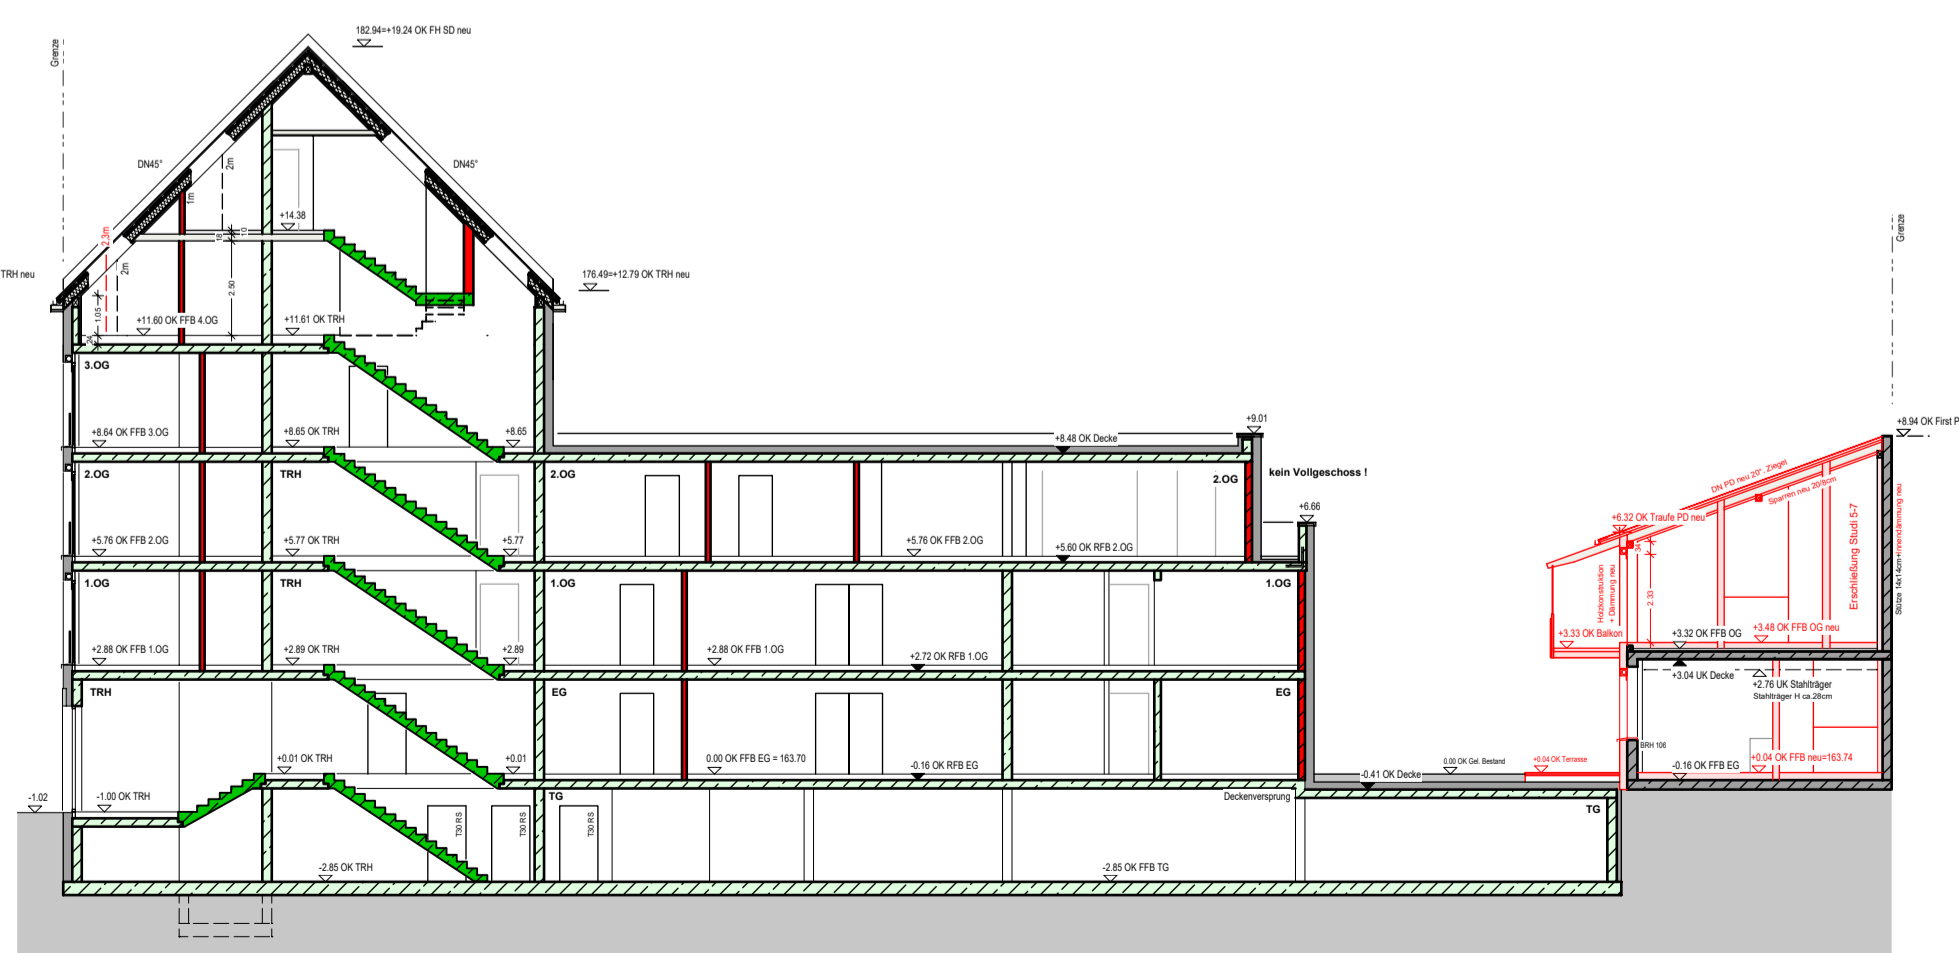 182.94=+19.24 OK FH SD neu
Grenze
DN45°
DN45°
2m
1m
+14.38
18
10
2,3m
2m
2.50
1.05
24
TRH neu
176.49=+12.79 OK TRH neu
Grenze
+11.60 OK FFB 4.OG
+11.61 OK TRH
3.OG
+8.64 OK FFB 3.OG
+8.65 OK TRH
+8.65
+8.48 OK Decke
+9.01
+8.94 OK First P
2.OG
TRH
2.OG
2.OG
kein Vollgeschoss !
+6.66
+5.76 OK FFB 2.OG
+5.77 OK TRH
+5.77
+5.76 OK FFB 2.OG
+5.60 OK RFB 2.OG
DN PD neu 20°, Ziegel
Sparren neu 20/8cm
+6.32 OK Traufe PD neu
34
2.33
Holzkonstruktion
+ Dämmung neu
Erschließung Studi 5-7
Stütze 14x14cm+Innendämmung neu
1.OG
TRH
1.OG
1.OG
+2.88 OK FFB 1.OG
+2.89 OK TRH
+2.89
+2.88 OK FFB 1.OG
+2.72 OK RFB 1.OG
+3.33 OK Balkon
+3.32 OK FFB OG
+3.48 OK FFB OG neu
+3.04 UK Decke
+2.76 UK Stahlträger
Stahlträger H ca.28cm
TRH
EG
EG
+0.01 OK TRH
+0.01
0.00 OK FFB EG = 163.70
-0.16 OK RFB EG
-0.41 OK Decke
0.00 OK Gel. Bestand
+0.04 OK Terrasse
BRH 106
-0.16 OK FFB EG
+0.04 OK FFB neu=163.74
-1.02
-1.00 OK TRH
TG
Deckenversprung
TG
T30 RS
T30 RS
-2.85 OK TRH
-2.85 OK FFB TG